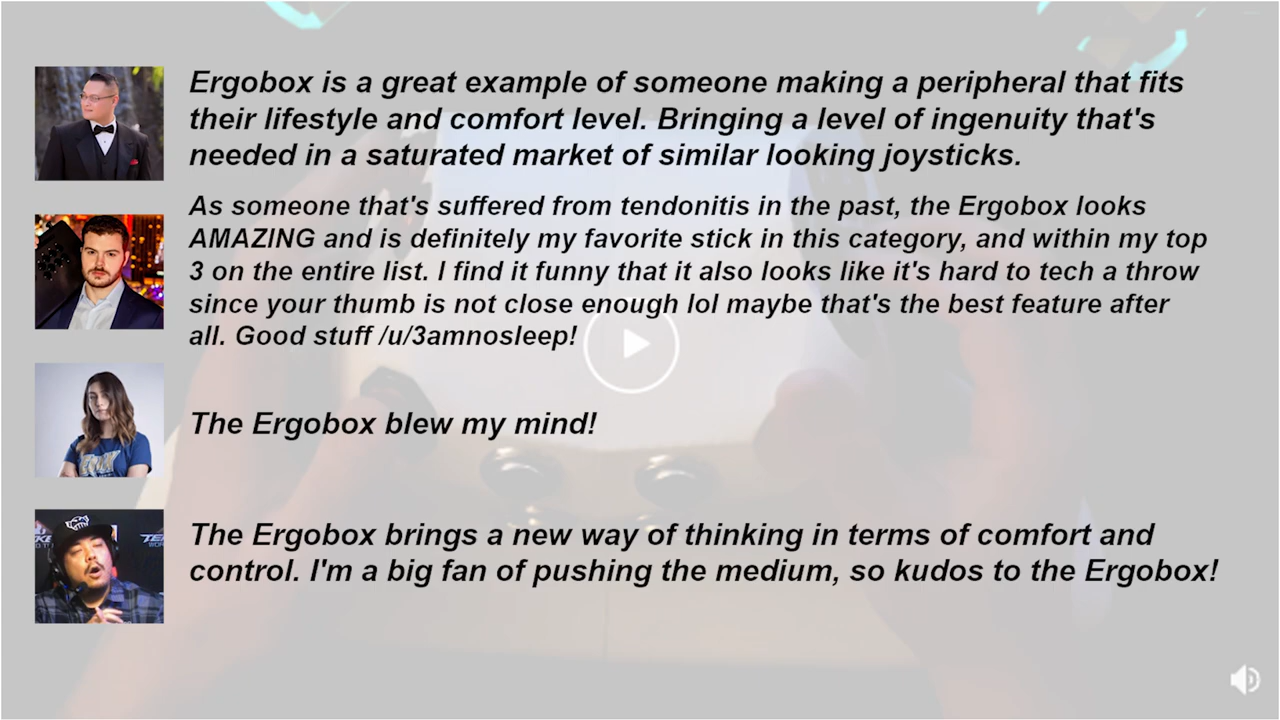 Ergobox is a great example of someone making a peripheral that fits
their lifestyle and comfort level. Bringing a level of ingenuity that's
needed in a saturated market of similar looking joysticks.
As someone that's suffered from tendonitis in the past, the Ergobox looks
AMAZING and is definitely my favorite stick in this category, and within my top
3 on the entire list. I find it funny that it also looks like it's hard to tech a throw
since your thumb is not close enough lol maybe that's the best feature after
all. Good stuff /u/3amnosleep!
The Ergobox blew my mind!
The Ergobox brings a new way of thinking in terms of comfort and
control. I'm a big fan of pushing the medium, so kudos to the Ergobox!